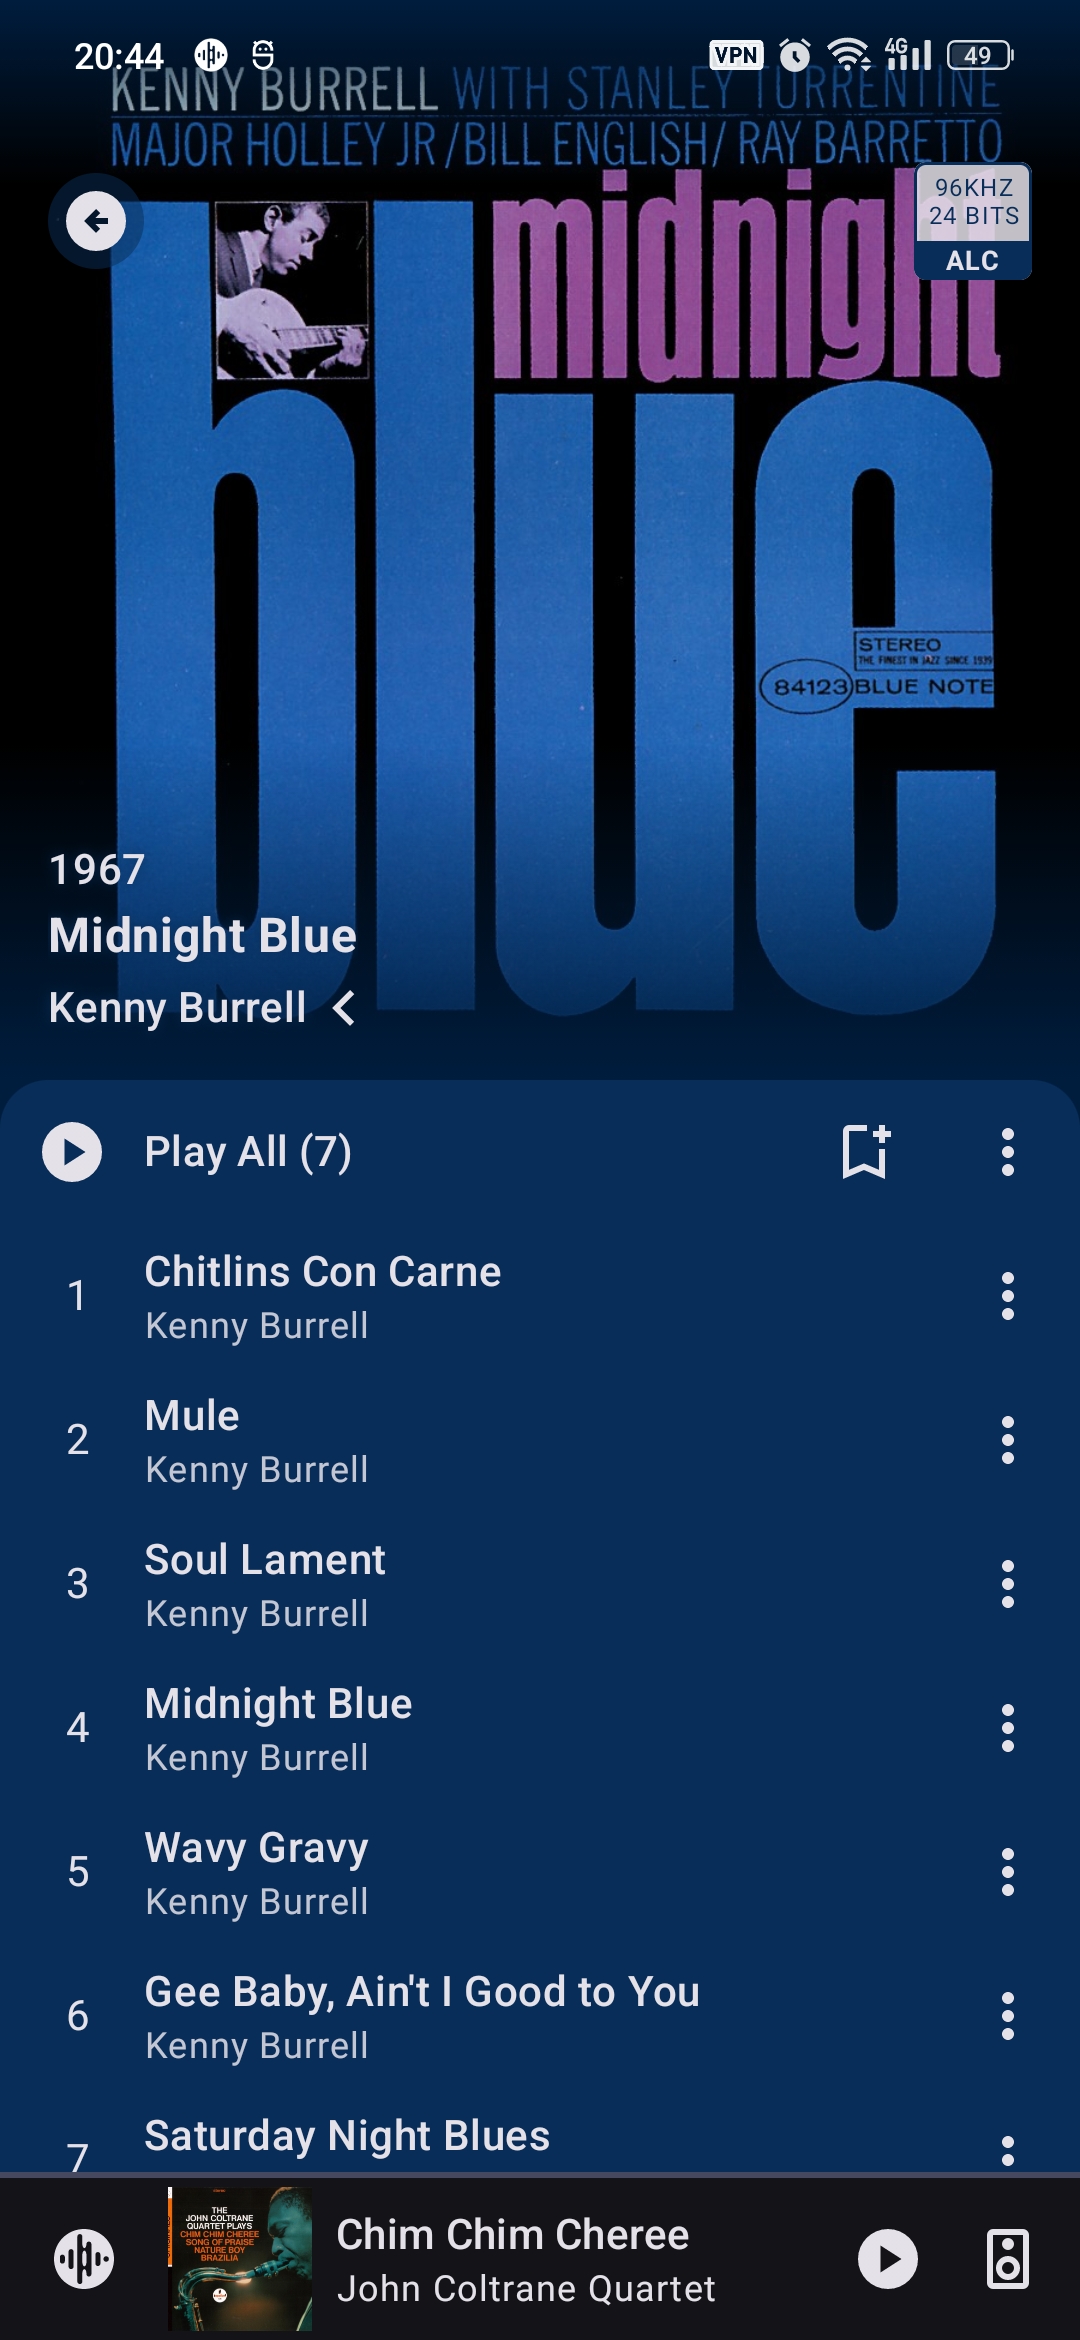 20:44
VPN
4G
49
KENNY BURRELL WITH STANLEY TURRENTINE
MAJOR HOLLEY JR / BILL ENGLISH / RAY BARRETTO
midnight
96KHZ
24 BITS
ALC
blue
STEREO
THE FINEST IN JAZZ SINCE 1939
84123 BLUE NOTE
1967
Midnight Blue
Kenny Burrell
Play All (7)
1
Chitlins Con Carne
Kenny Burrell
2
Mule
Kenny Burrell
3
Soul Lament
Kenny Burrell
4
Midnight Blue
Kenny Burrell
5
Wavy Gravy
Kenny Burrell
6
Gee Baby, Ain't I Good to You
Kenny Burrell
7
Saturday Night Blues
THE
JOHN COLTRANE
QUARTET PLAYS
CHIM CHIM CHEREE
SONG OF PRAISE
NATURE BOY
BRAZILIA
Chim Chim Cheree
John Coltrane Quartet